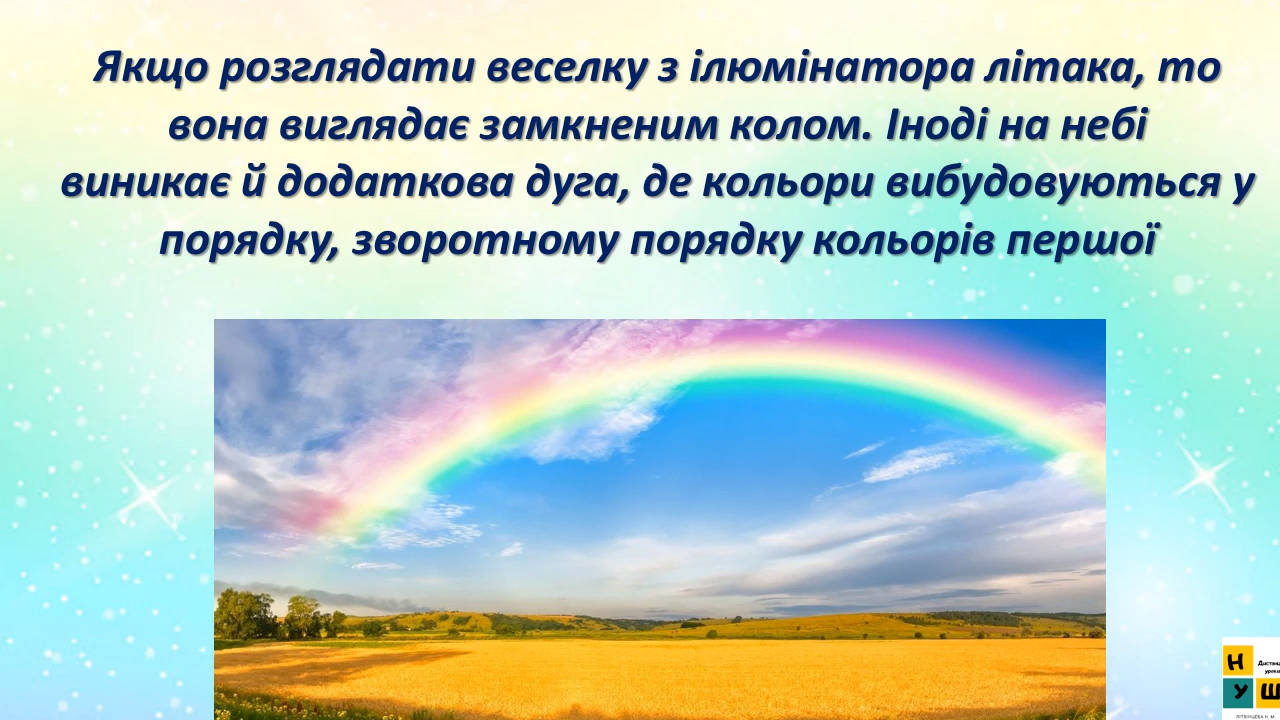 Якщо розглядати веселку з ілюмінатора літака, то
вона виглядає замкненим колом. Іноді на небі
виникає й додаткова дуга, де кольори вибудовуються у
порядку, зворотному порядку кольорів першої
Н
У Ш
ЛІТВІНЦЕВА Н. М.